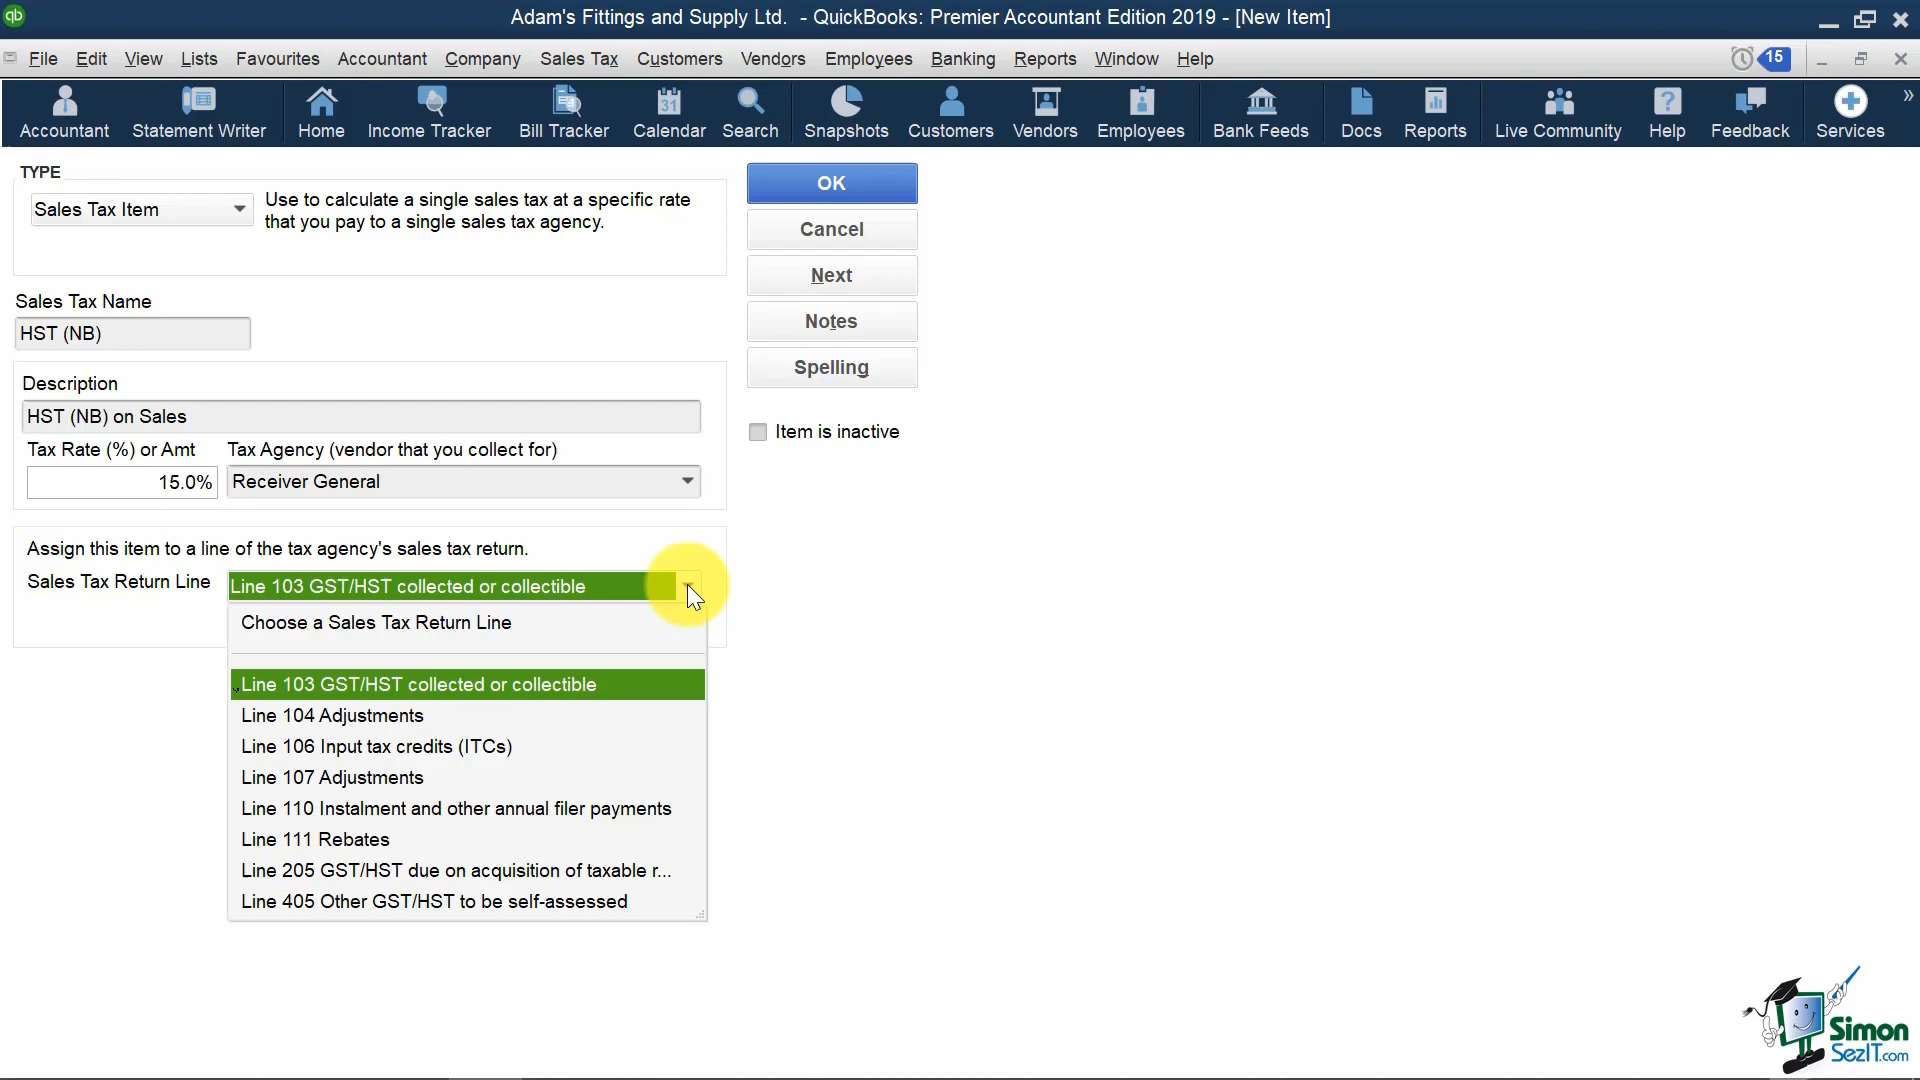 qb
Adam's Fittings and Supply Ltd. - QuickBooks: Premier Accountant Edition 2019 - [New Item]
File Edit View Lists Favourites Accountant Company Sales Tax Customers Vendors Employees Banking Reports Window Help 15
31 ?
Accountant Statement Writer Home Income Tracker Bill Tracker Calendar Search Snapshots Customers Vendors Employees Bank Feeds Docs Reports Live Community Help Feedback Services »
TYPE
Sales Tax Item
Use to calculate a single sales tax at a specific rate
that you pay to a single sales tax agency.
OK
Cancel
Next
Notes
Spelling
Item is inactive
Sales Tax Name
HST (NB)
Description
HST (NB) on Sales
Tax Rate (%) or Amt Tax Agency (vendor that you collect for)
15.0% Receiver General
Assign this item to a line of the tax agency's sales tax return.
Sales Tax Return Line Line 103 GST/HST collected or collectible
Choose a Sales Tax Return Line
Line 103 GST/HST collected or collectible
Line 104 Adjustments
Line 106 Input tax credits (ITCs)
Line 107 Adjustments
Line 110 Instalment and other annual filer payments
Line 111 Rebates
Line 205 GST/HST due on acquisition of taxable r...
Line 405 Other GST/HST to be self-assessed
Simon
SezIT.com